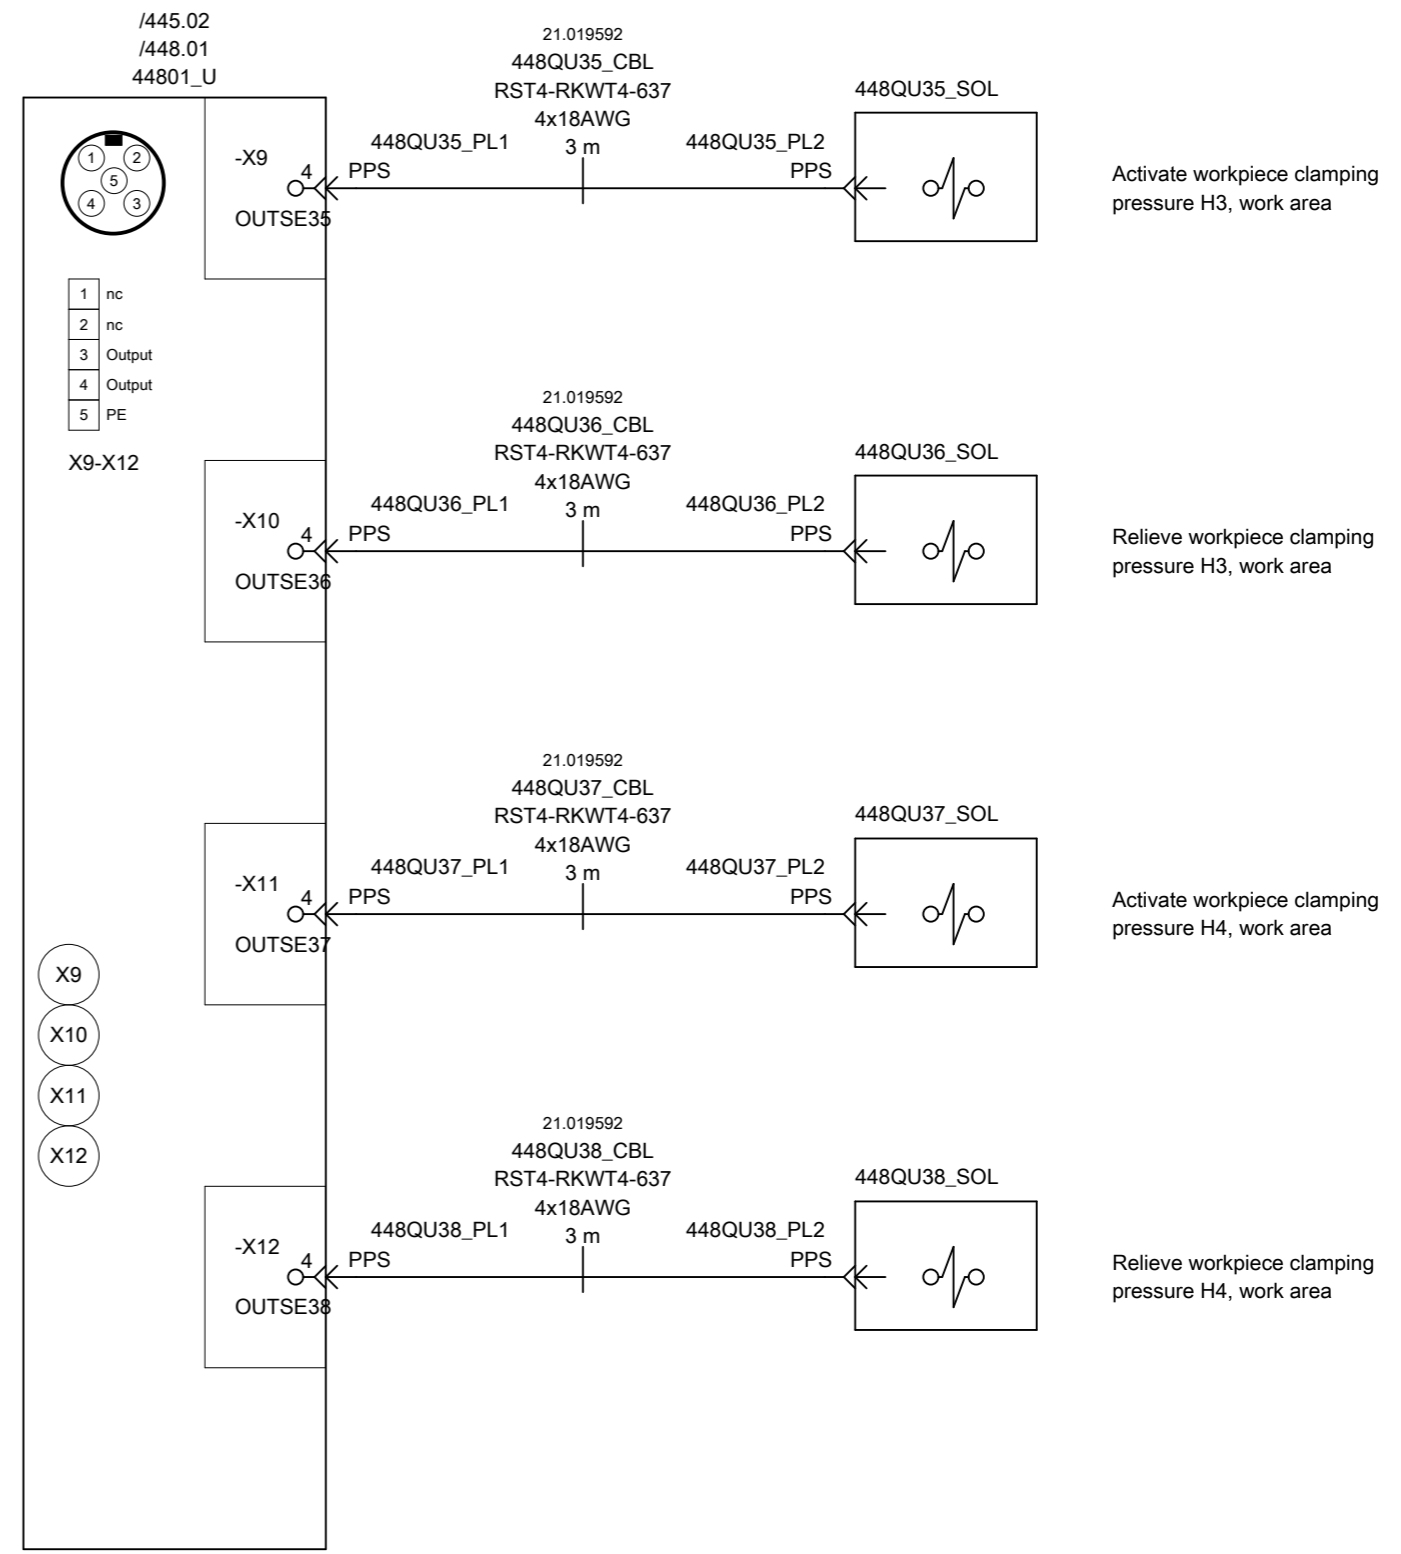 /445.02
/448.01
44801_U
1
2
5
4
3
1 nc
2 nc
3 Output
4 Output
5 PE
X9-X12
X9
X10
X11
X12
-X9
4
OUTSE35
448QU35_PL1
PPS
21.019592
448QU35_CBL
RST4-RKWT4-637
4x18AWG
3 m
448QU35_PL2
PPS
448QU35_SOL
Activate workpiece clamping
pressure H3, work area
-X10
4
OUTSE36
448QU36_PL1
PPS
21.019592
448QU36_CBL
RST4-RKWT4-637
4x18AWG
3 m
448QU36_PL2
PPS
448QU36_SOL
Relieve workpiece clamping
pressure H3, work area
-X11
4
OUTSE37
448QU37_PL1
PPS
21.019592
448QU37_CBL
RST4-RKWT4-637
4x18AWG
3 m
448QU37_PL2
PPS
448QU37_SOL
Activate workpiece clamping
pressure H4, work area
-X12
4
OUTSE38
448QU38_PL1
PPS
21.019592
448QU38_CBL
RST4-RKWT4-637
4x18AWG
3 m
448QU38_PL2
PPS
448QU38_SOL
Relieve workpiece clamping
pressure H4, work area